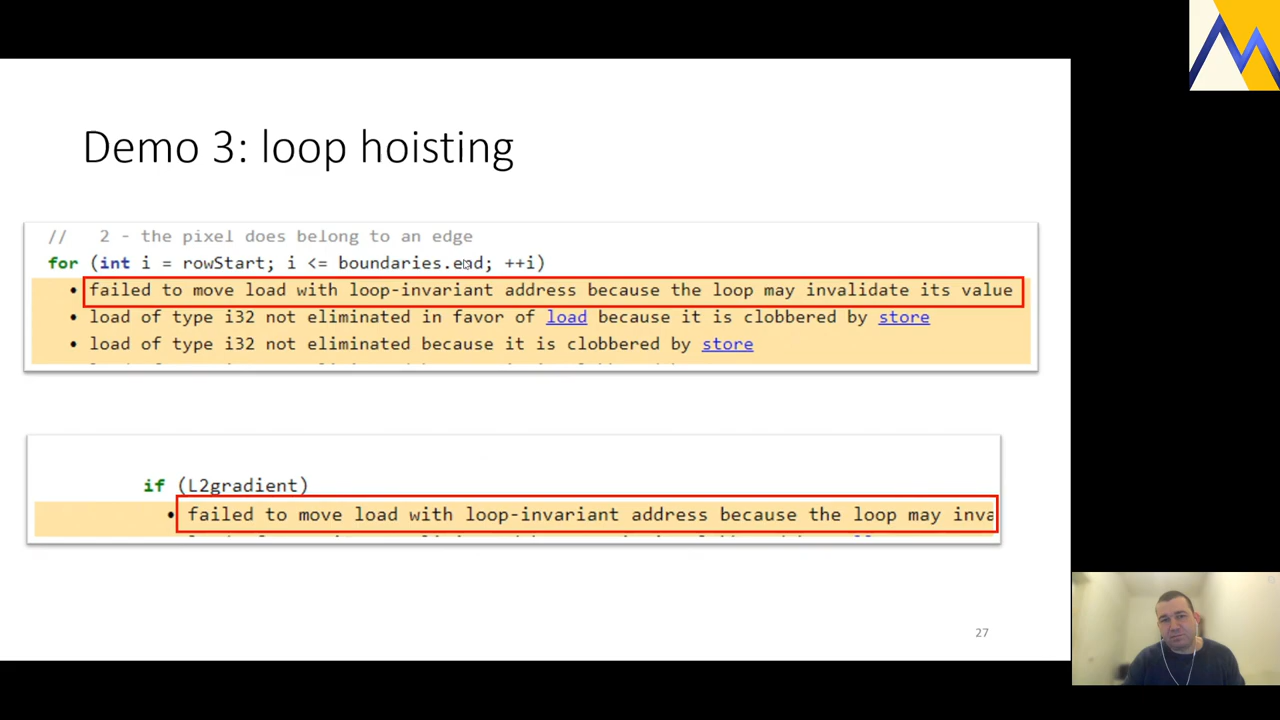 Demo 3: loop hoisting
// 2 - the pixel does belong to an edge
for (int i = rowStart; i <= boundaries.end; ++i)
• failed to move load with loop-invariant address because the loop may invalidate its value
• load of type i32 not eliminated in favor of load because it is clobbered by store
• load of type i32 not eliminated because it is clobbered by store
if (L2gradient)
• failed to move load with loop-invariant address because the loop may inva
27